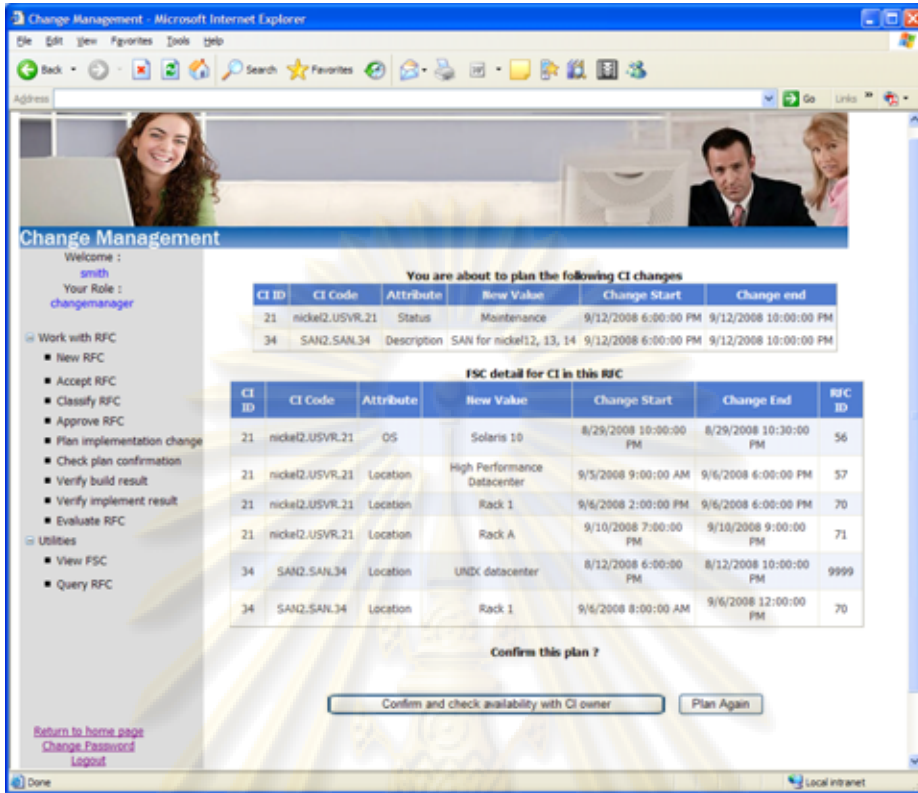 Change Management - Microsoft Internet Explorer
File Edit View Favorites Tools Help
Back Search Favorites
Address Go Links »
Change Management
Welcome :
smith
Your Role :
changemanager
Work with RFC
New RFC
Accept RFC
Classify RFC
Approve RFC
Plan implementation change
Check plan confirmation
Verify build result
Verify implement result
Evaluate RFC
Utilities
View FSC
Query RFC
Return to home page
Change Password
Logout
You are about to plan the following CI changes
CI ID CI Code Attribute New Value Change Start Change end
21 nickel2.USVR.21 Status Maintenance 9/12/2008 6:00:00 PM 9/12/2008 10:00:00 PM
34 SAN2.SAN.34 Description SAN for nickel12, 13, 14 9/12/2008 6:00:00 PM 9/12/2008 10:00:00 PM
FSC detail for CI in this RFC
CI ID CI Code Attribute New Value Change Start Change End RFC ID
21 nickel2.USVR.21 OS Solaris 10 8/29/2008 10:00:00 PM 8/29/2008 10:30:00 PM 56
21 nickel2.USVR.21 Location High Performance Datacenter 9/5/2008 9:00:00 AM 9/6/2008 6:00:00 PM 57
21 nickel2.USVR.21 Location Rack 1 9/6/2008 2:00:00 PM 9/6/2008 6:00:00 PM 70
21 nickel2.USVR.21 Location Rack A 9/10/2008 7:00:00 PM 9/10/2008 9:00:00 PM 71
34 SAN2.SAN.34 Location UNIX datacenter 8/12/2008 6:00:00 PM 8/12/2008 10:00:00 PM 9999
34 SAN2.SAN.34 Location Rack 1 9/6/2008 8:00:00 AM 9/6/2008 12:00:00 PM 70
Confirm this plan ?
Confirm and check availability with CI owner Plan Again
Done Local intranet